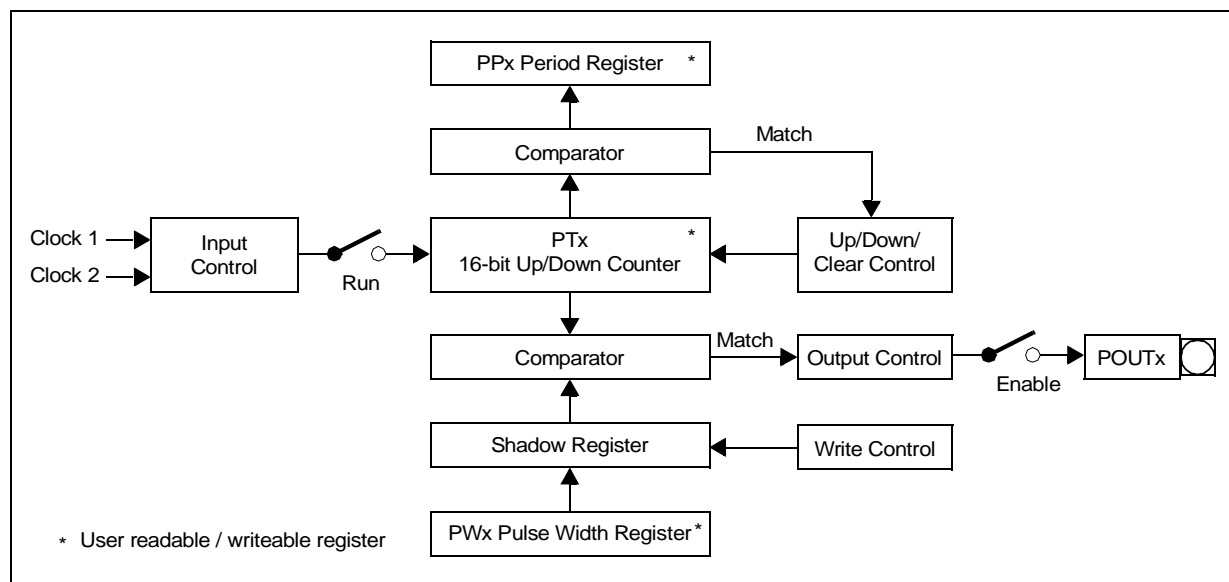 PPx Period Register *
Comparator
Match
Clock 1
Clock 2
Input
Control
Run
PTx *
16-bit Up/Down Counter
Up/Down/
Clear Control
Comparator
Match
Output Control
Enable
POUTx
Shadow Register
Write Control
PWx Pulse Width Register *
* User readable / writeable register